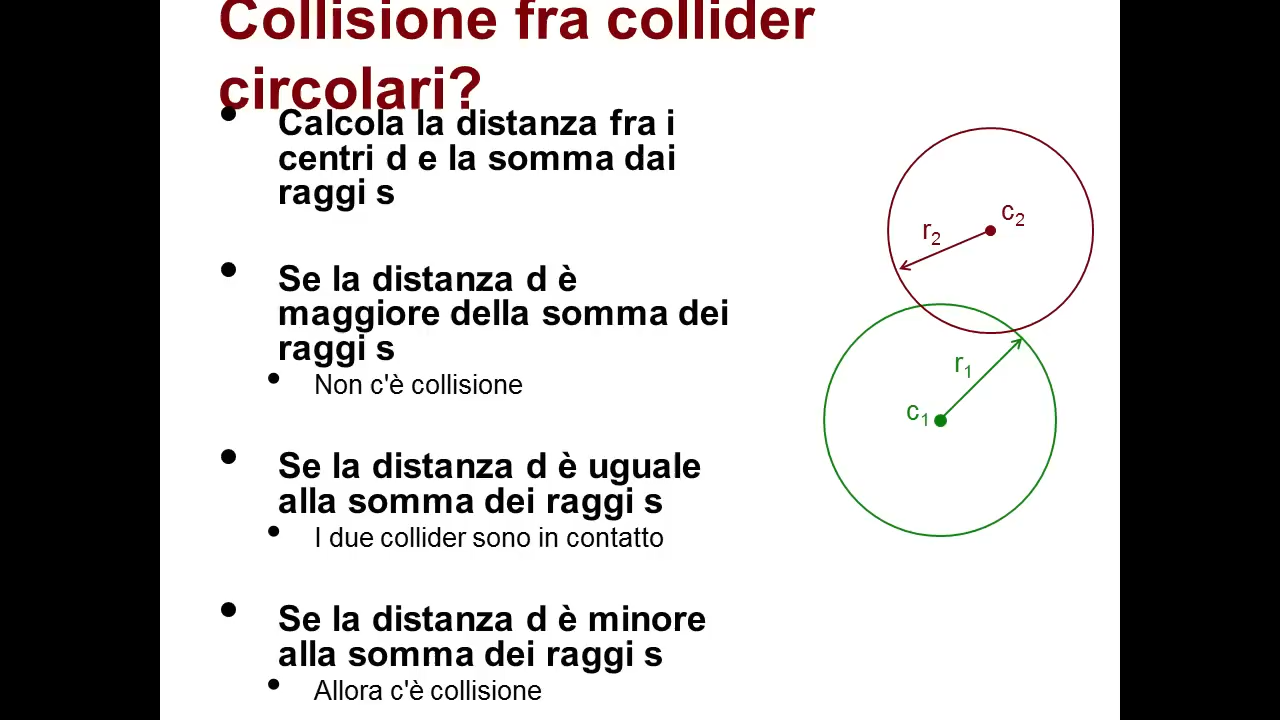 Collisione fra collider
circolari?
• Calcola la distanza fra i
centri d e la somma dai
raggi s
• Se la distanza d è
maggiore della somma dei
raggi s
• Non c'è collisione
• Se la distanza d è uguale
alla somma dei raggi s
• I due collider sono in contatto
• Se la distanza d è minore
alla somma dei raggi s
• Allora c'è collisione
c₂
r₂
r₁
c₁